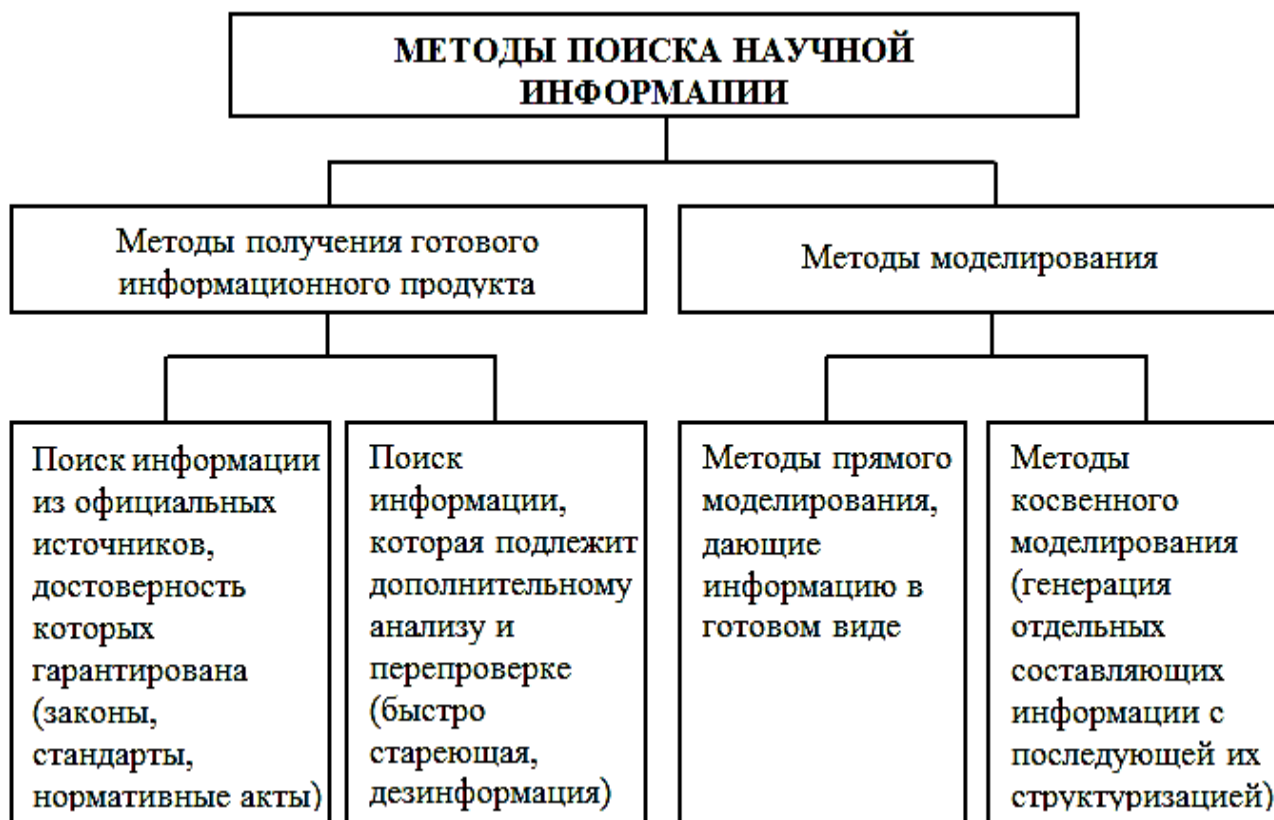 МЕТОДЫ ПОИСКА НАУЧНОЙ
ИНФОРМАЦИИ
Методы получения готового
информационного продукта
Методы моделирования
Поиск информации
из официальных
источников,
достоверность
которых
гарантирована
(законы,
стандарты,
нормативные акты)
Поиск
информации,
которая подлежит
дополнительному
анализу и
перепроверке
(быстро
стареющая,
дезинформация)
Методы прямого
моделирования,
дающие
информацию в
готовом виде
Методы
косвенного
моделирования
(генерация
отдельных
составляющих
информации с
последующей их
структуризацией)